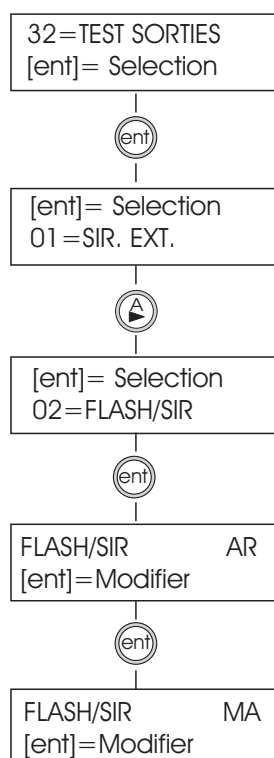 32=TEST SORTIES
[ent]= Selection
ent
[ent]= Selection
01=SIR. EXT.
A
[ent]= Selection
02=FLASH/SIR
ent
FLASH/SIR AR
[ent]=Modifier
ent
FLASH/SIR MA
[ent]=Modifier